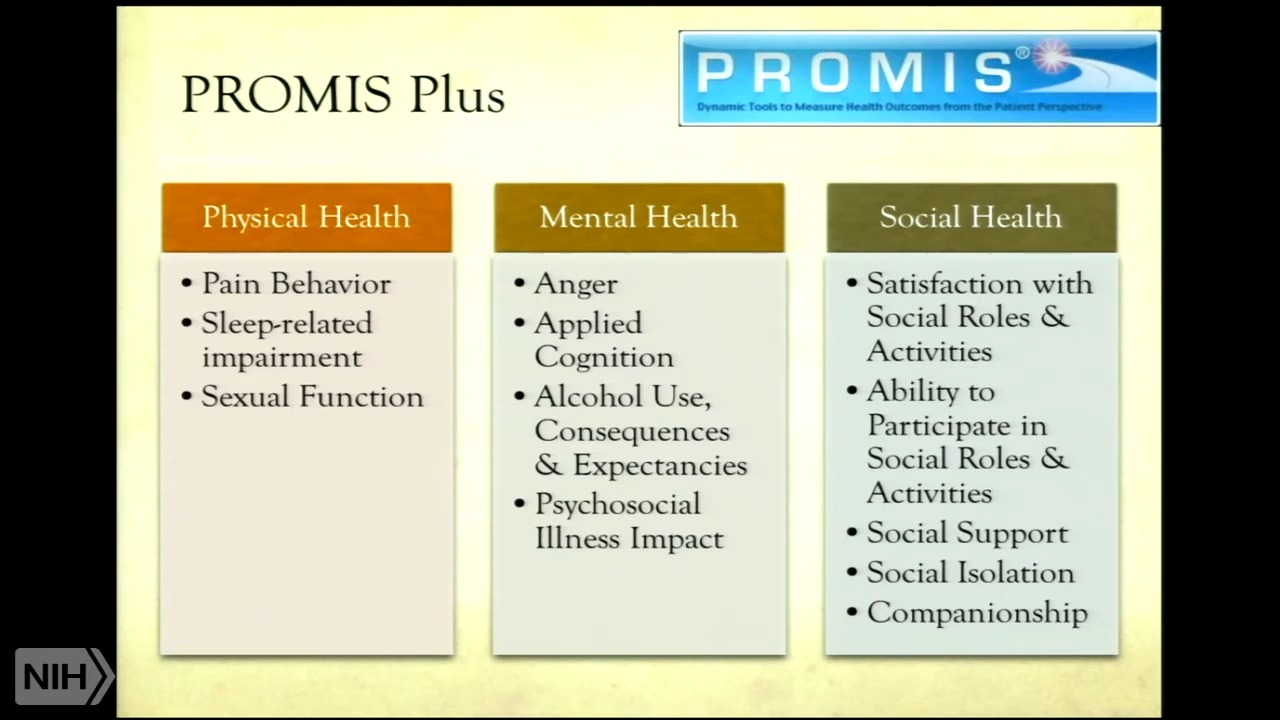 PROMIS Plus
PROMIS®
Dynamic Tools to Measure Health Outcomes from the Patient Perspective
Physical Health
• Pain Behavior
• Sleep-related
impairment
• Sexual Function
Mental Health
• Anger
• Applied
Cognition
• Alcohol Use,
Consequences
& Expectancies
• Psychosocial
Illness Impact
Social Health
• Satisfaction with
Social Roles &
Activities
• Ability to
Participate in
Social Roles &
Activities
• Social Support
• Social Isolation
• Companionship
NIH